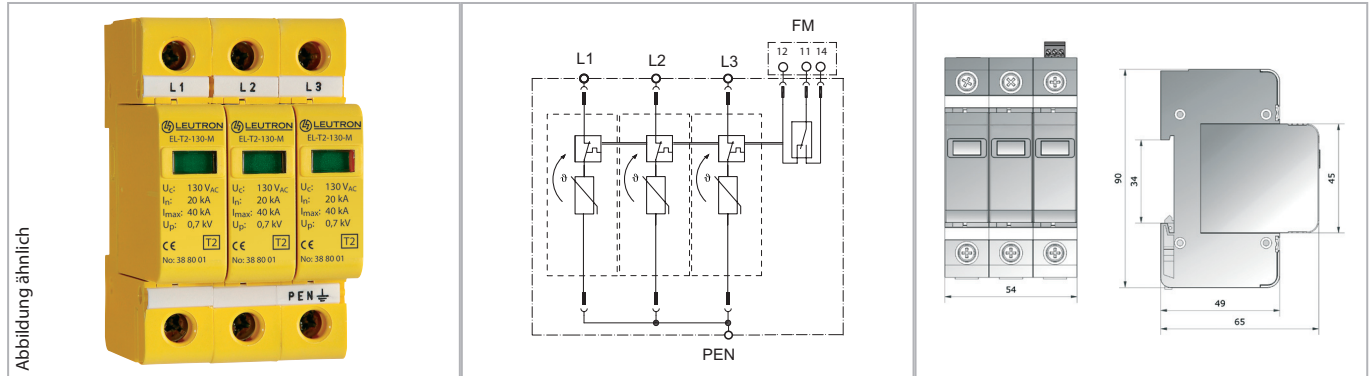 Abbildung ähnlich
L1 L2 L3
LEUTRON LEUTRON LEUTRON
EL-T2-130-M EL-T2-130-M EL-T2-130-M
Uc: 130 VAC Uc: 130 VAC Uc: 130 VAC
In: 20 kA In: 20 kA In: 20 kA
Imax: 40 kA Imax: 40 kA Imax: 40 kA
Up: 0,7 kV Up: 0,7 kV Up: 0,7 kV
CE T2 CE T2 CE T2
No: 38 80 01 No: 38 80 01 No: 38 80 01
PEN
FM
12 11 14
L1 L2 L3
ϑ ϑ ϑ
PEN
90
34
45
54
49
65